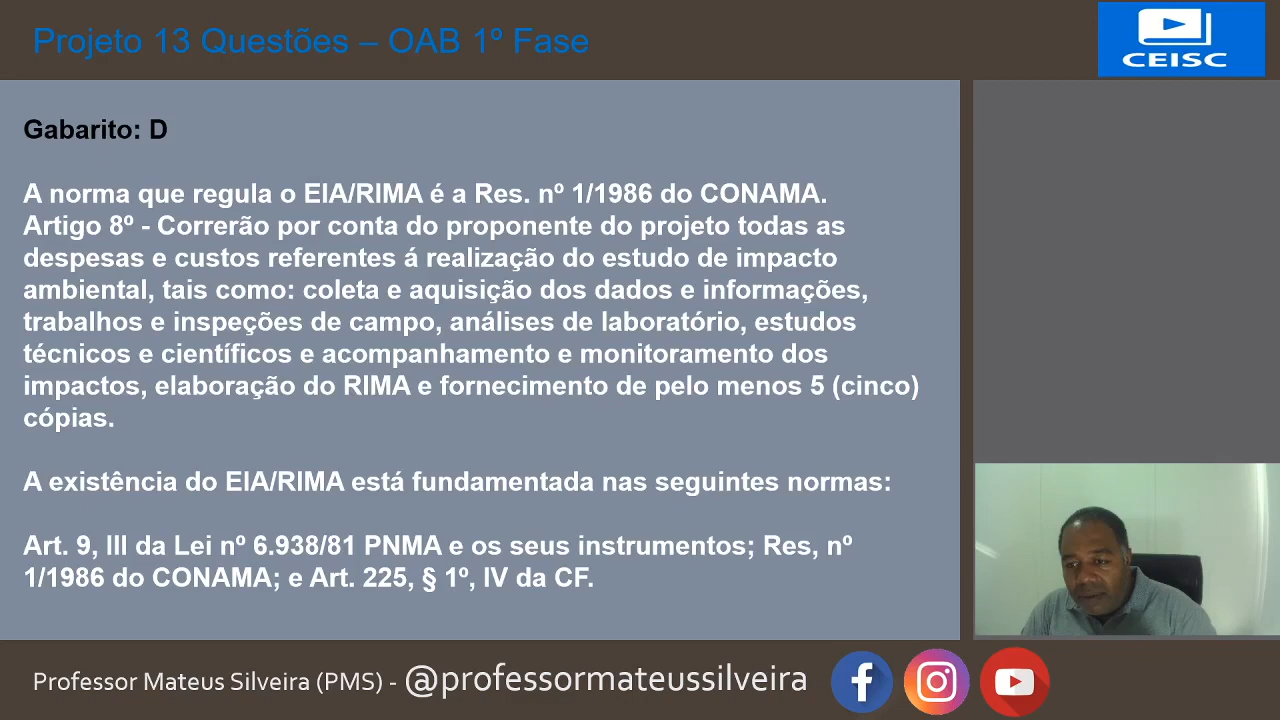 Projeto 13 Questões – OAB 1º Fase
CEISC
Gabarito: D
A norma que regula o EIA/RIMA é a Res. nº 1/1986 do CONAMA.
Artigo 8º - Correrão por conta do proponente do projeto todas as
despesas e custos referentes á realização do estudo de impacto
ambiental, tais como: coleta e aquisição dos dados e informações,
trabalhos e inspeções de campo, análises de laboratório, estudos
técnicos e científicos e acompanhamento e monitoramento dos
impactos, elaboração do RIMA e fornecimento de pelo menos 5 (cinco)
cópias.
A existência do EIA/RIMA está fundamentada nas seguintes normas:
Art. 9, III da Lei nº 6.938/81 PNMA e os seus instrumentos; Res, nº
1/1986 do CONAMA; e Art. 225, § 1º, IV da CF.
Professor Mateus Silveira (PMS) - @professormateussilveira